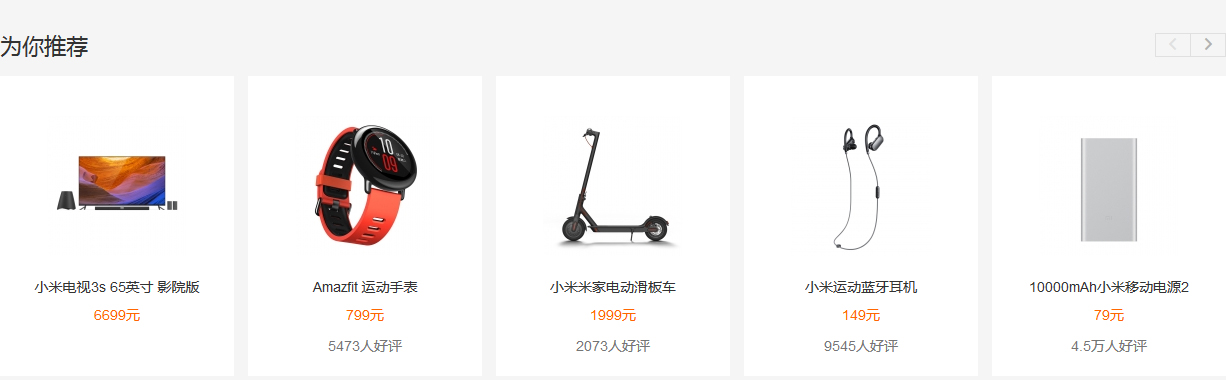 为你推荐
小米电视3s 65英寸 影院版
6699元
10
09
Amazfit 运动手表
799元
5473人好评
小米米家电动滑板车
1999元
2073人好评
小米运动蓝牙耳机
149元
9545人好评
10000mAh小米移动电源2
79元
4.5万人好评